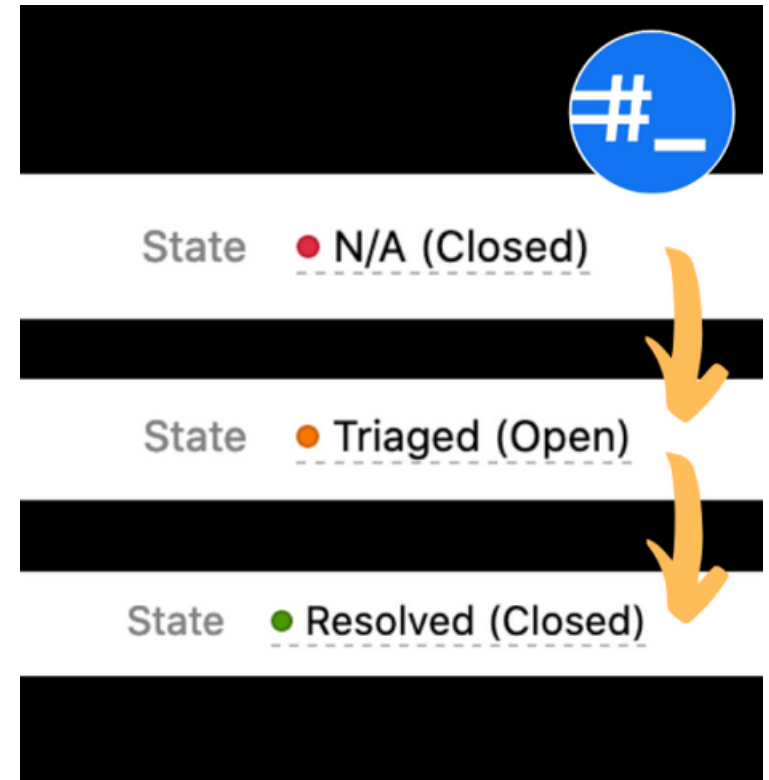 #_
State N/A (Closed)
State Triaged (Open)
State Resolved (Closed)